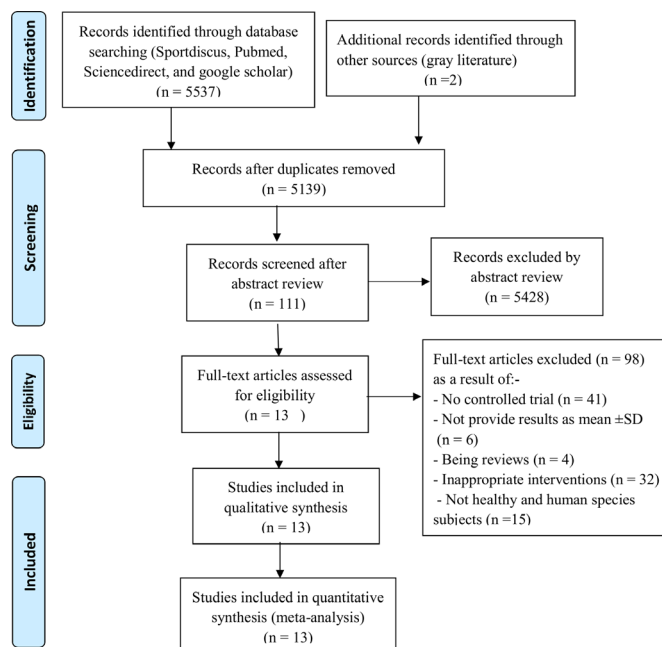 Identification
Records identified through database
searching (Sportdiscus, Pubmed,
Sciencedirect, and google scholar)
(n = 5537)
Additional records identified through
other sources (gray literature)
(n =2)
Screening
Records after duplicates removed
(n = 5139)
Records screened after
abstract review
(n = 111)
Records excluded by
abstract review
(n = 5428)
Eligibility
Full-text articles assessed
for eligibility
(n = 13 )
Full-text articles excluded (n = 98)
as a result of:-
- No controlled trial (n = 41)
- Not provide results as mean ±SD
(n = 6)
- Being reviews (n = 4)
- Inappropriate interventions (n = 32)
- Not healthy and human species
subjects (n =15)
Included
Studies included in
qualitative synthesis
(n = 13)
Studies included in quantitative
synthesis (meta-analysis)
(n = 13)